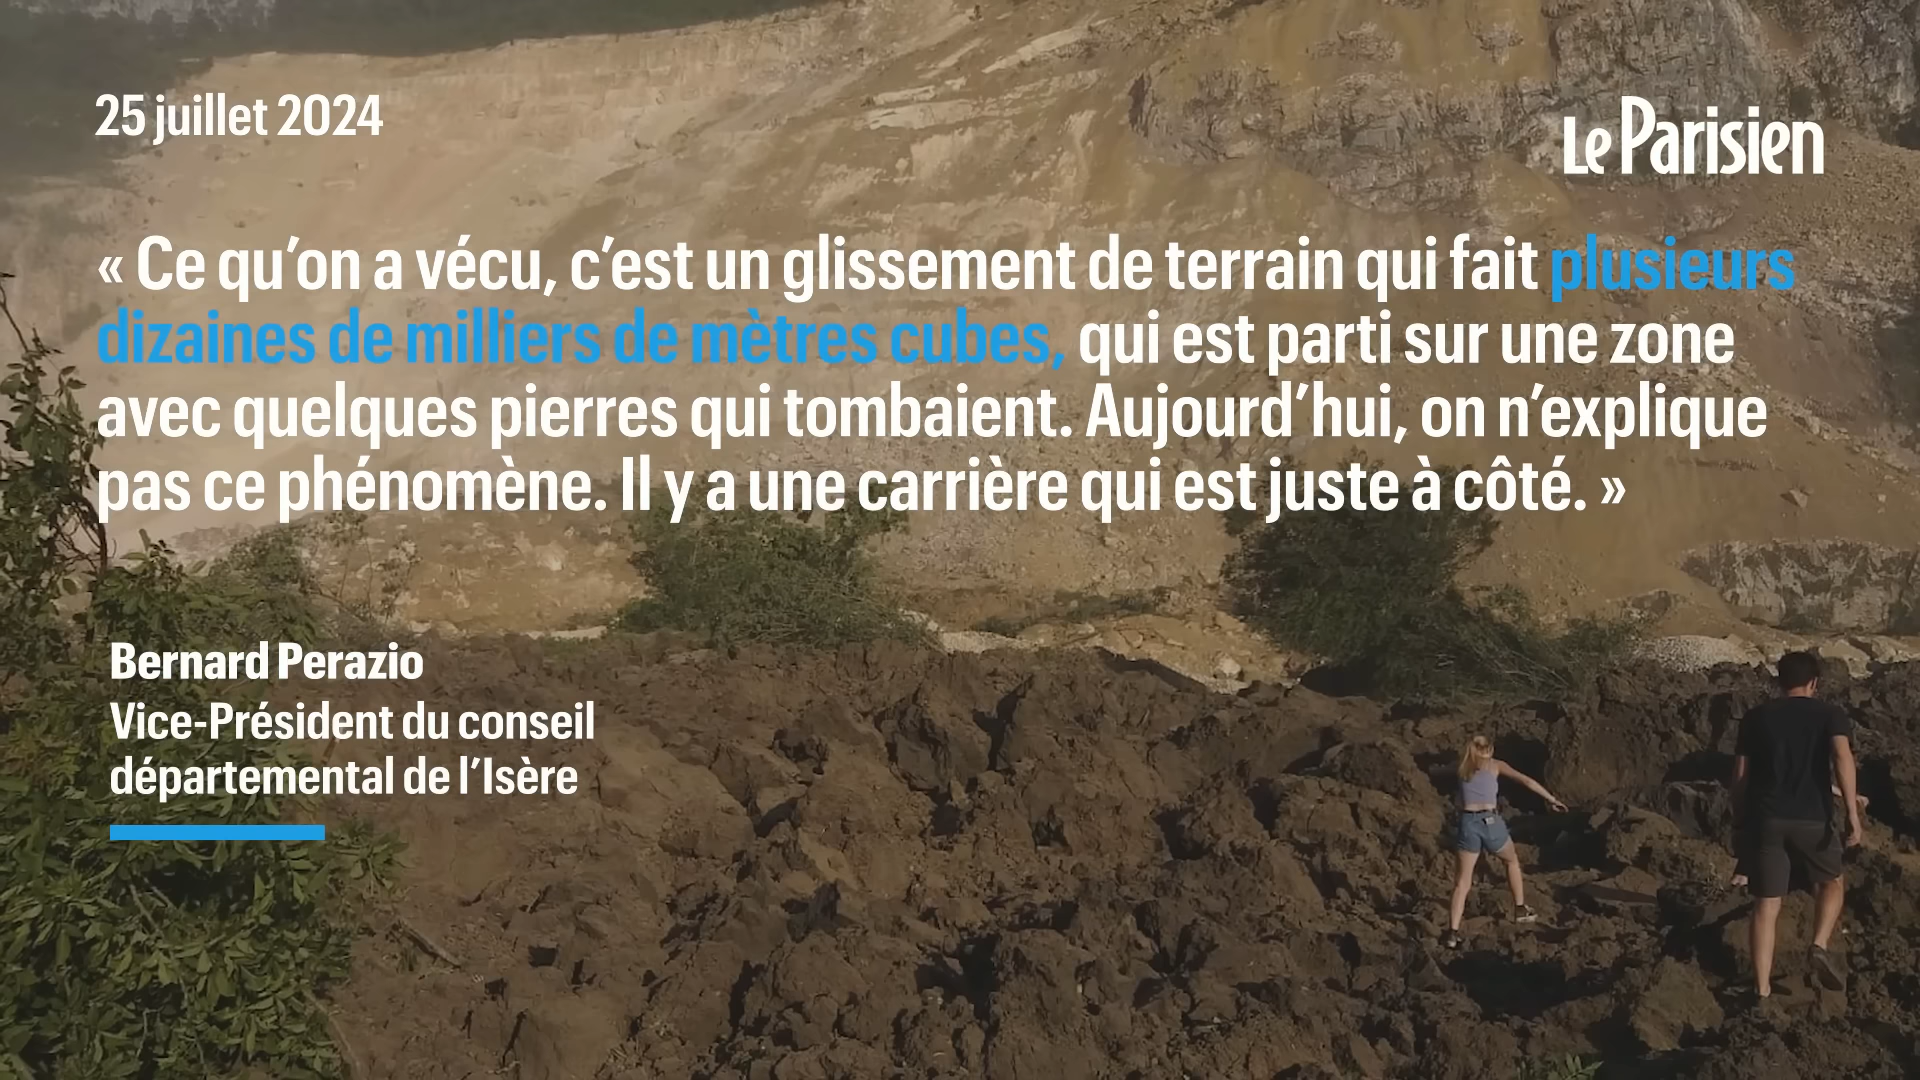 25 juillet 2024
Le Parisien
« Ce qu’on a vécu, c’est un glissement de terrain qui fait plusieurs
dizaines de milliers de mètres cubes, qui est parti sur une zone
avec quelques pierres qui tombaient. Aujourd’hui, on n’explique
pas ce phénomène. Il y a une carrière qui est juste à côté. »
Bernard Perazio
Vice-Président du conseil
départemental de l’Isère